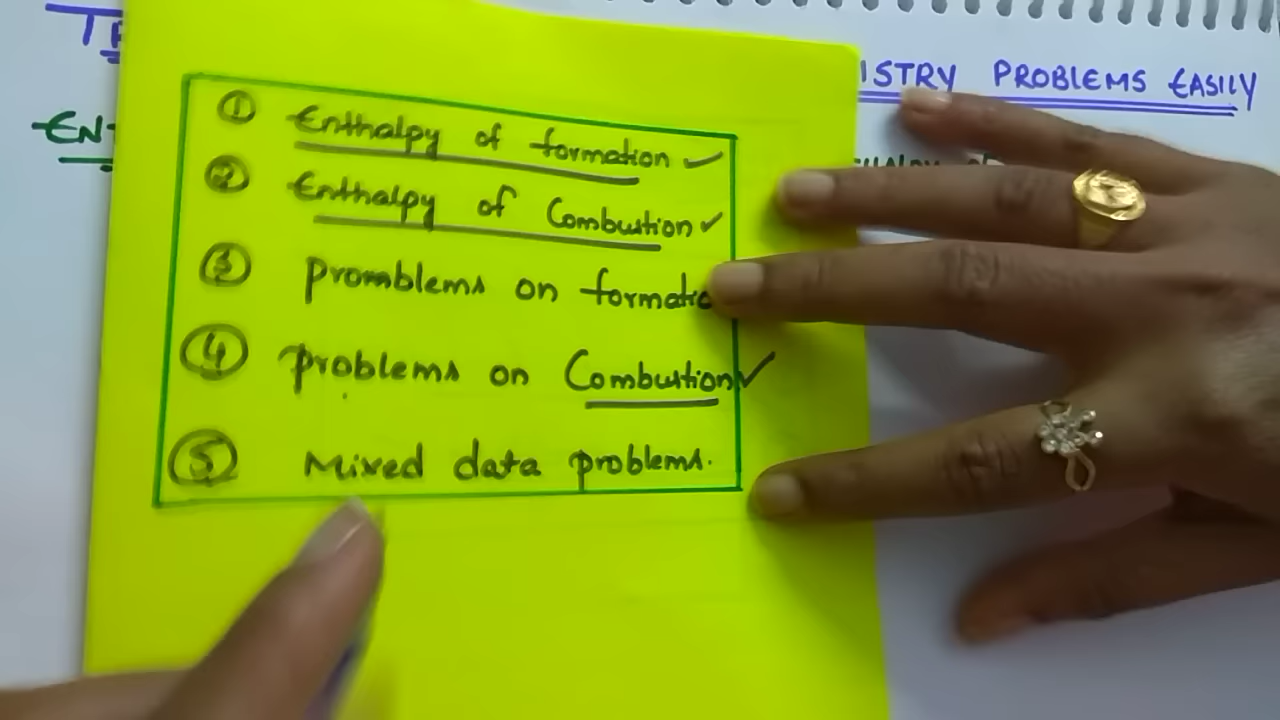 ISTRY PROBLEMS EASILY
① Enthalpy of formation ✓
② Enthalpy of Combustion ✓
③ promblems on formatio
④ problems on Combustion ✓
⑤ Mixed data problems.